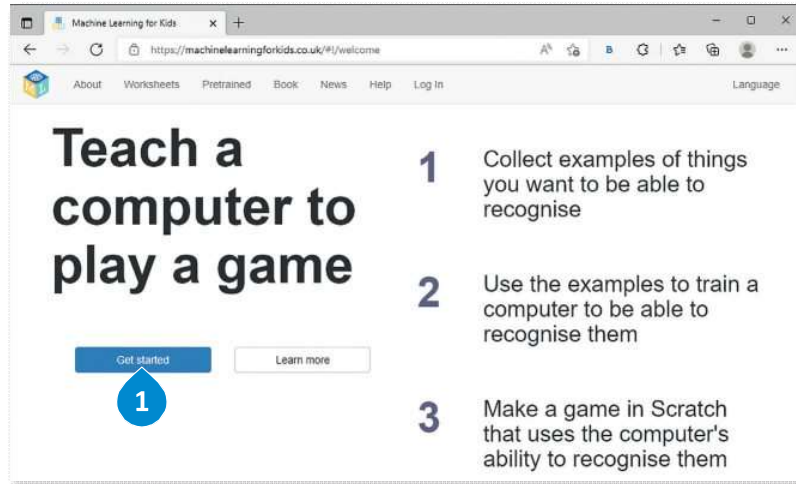 Machine Learning for Kids
https://machinelearningforkids.co.uk/#!/welcome
About Worksheets Pretrained Book News Help Log In Language
Teach a
computer to
play a game
Get started Learn more
1
1
Collect examples of things
you want to be able to
recognise
2
Use the examples to train a
computer to be able to
recognise them
3
Make a game in Scratch
that uses the computer's
ability to recognise them